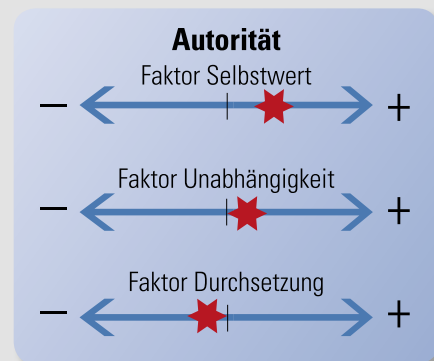 Autorität
Faktor Selbstwert
− +
Faktor Unabhängigkeit
− +
Faktor Durchsetzung
− +